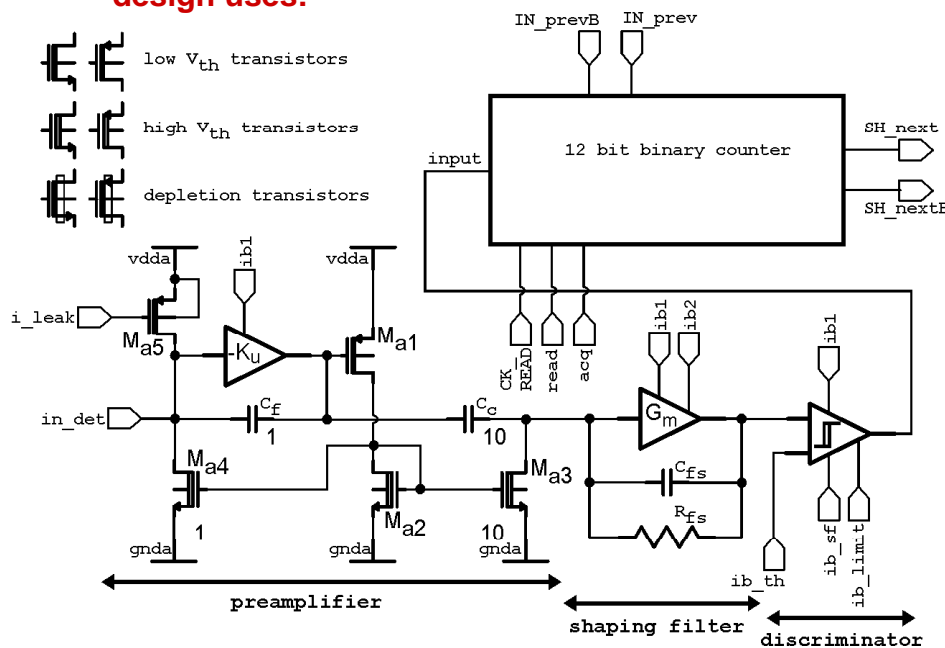 design uses:
IN_prevB
IN_prev
low Vth transistors
high Vth transistors
depletion transistors
input
12 bit binary counter
SH_next
SH_nextB
vdda
ib1
vdda
i_leak
Ma5
-Ku
Ma1
CK_READ
read
acq
ib1
ib2
ib1
in_det
Cf
1
Cc
10
Gm
Ma4
Ma3
Cfs
1
Ma2
10
Rfs
gnda
gnda
gnda
ib_th
ib_sf
ib_limit
preamplifier
shaping filter
discriminator